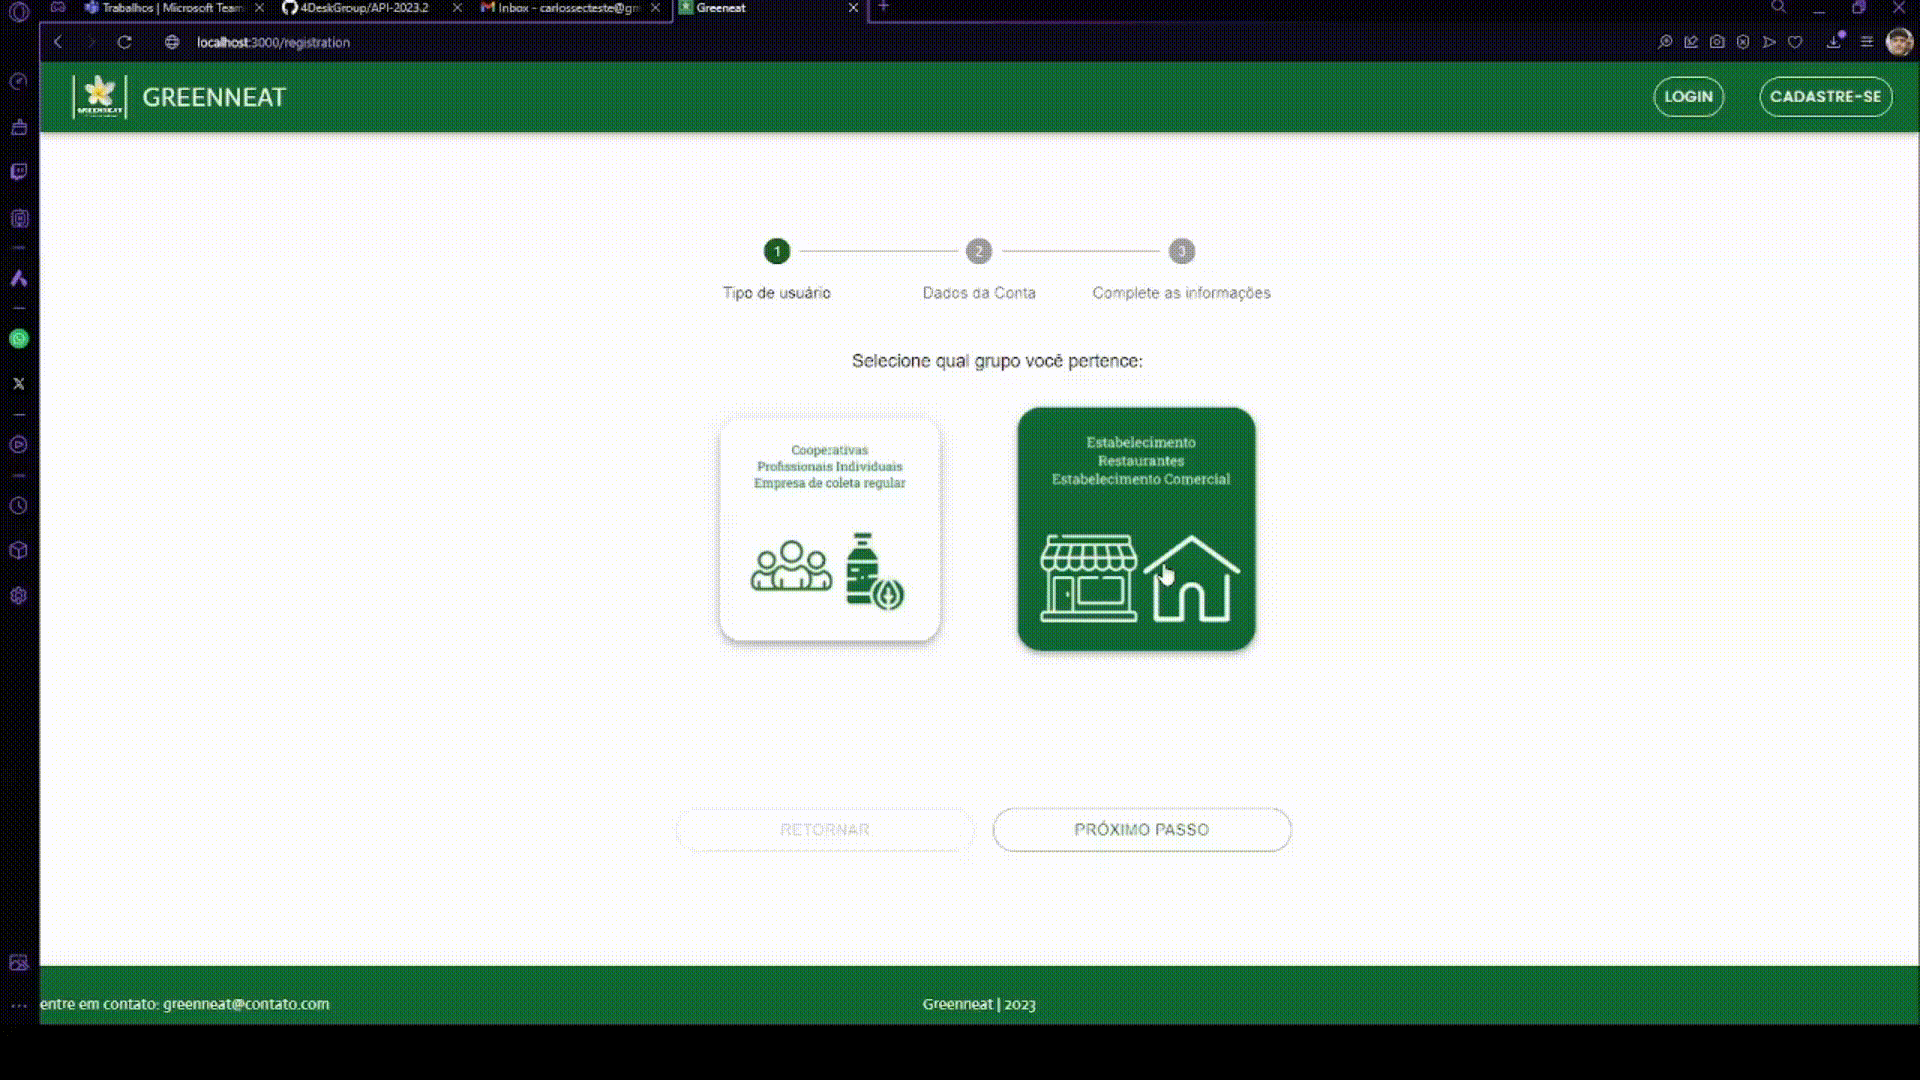 Trabalhos | Microsoft Team
4DeskGroup/API-2023.2
Inbox - carlossecteste@gm
Greeneat
localhost:3000/registration
GREENNEAT
LOGIN
CADASTRE-SE
1
2
3
Tipo de usuário
Dados da Conta
Complete as informações
Selecione qual grupo você pertence:
Cooperativas
Profissionais Individuais
Empresa de coleta regular
Estabelecimento
Restaurantes
Estabelecimento Comercial
RETORNAR
PRÓXIMO PASSO
entre em contato: greenneat@contato.com
Greenneat | 2023